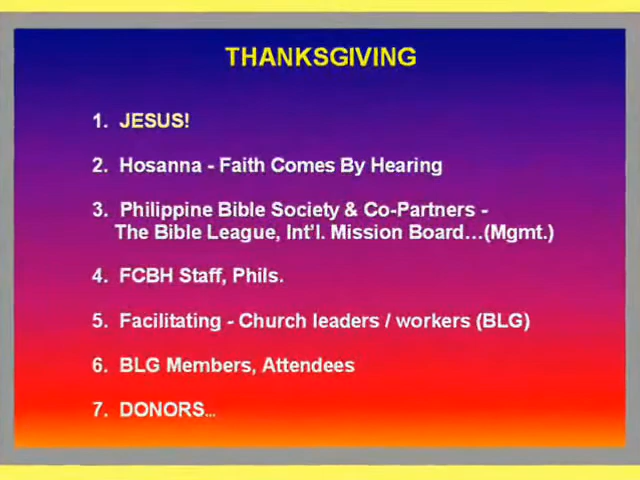 THANKSGIVING
1. JESUS!
2. Hosanna - Faith Comes By Hearing
3. Philippine Bible Society & Co-Partners -
The Bible League, Int'l. Mission Board...(Mgmt.)
4. FCBH Staff, Phils.
5. Facilitating - Church leaders / workers (BLG)
6. BLG Members, Attendees
7. DONORS...